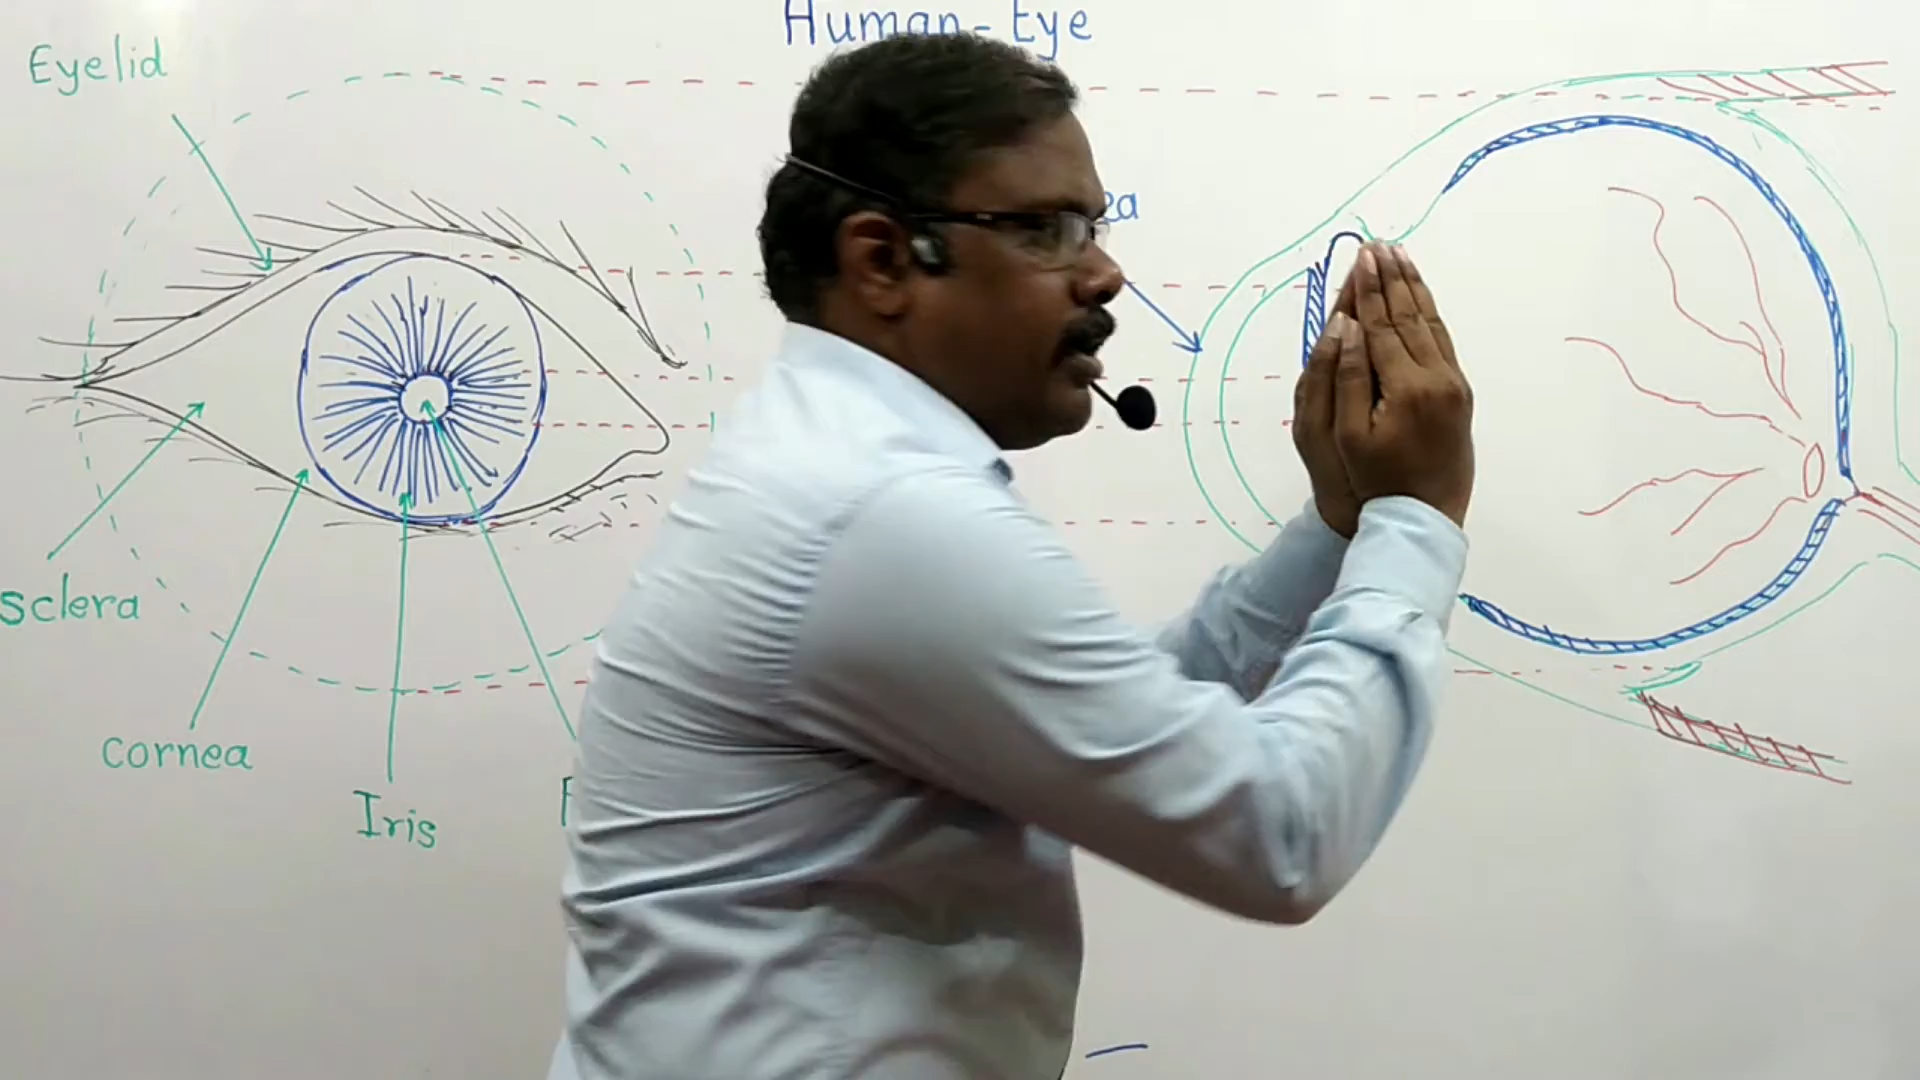 Human - Eye
Eyelid
sclera
cornea
Iris